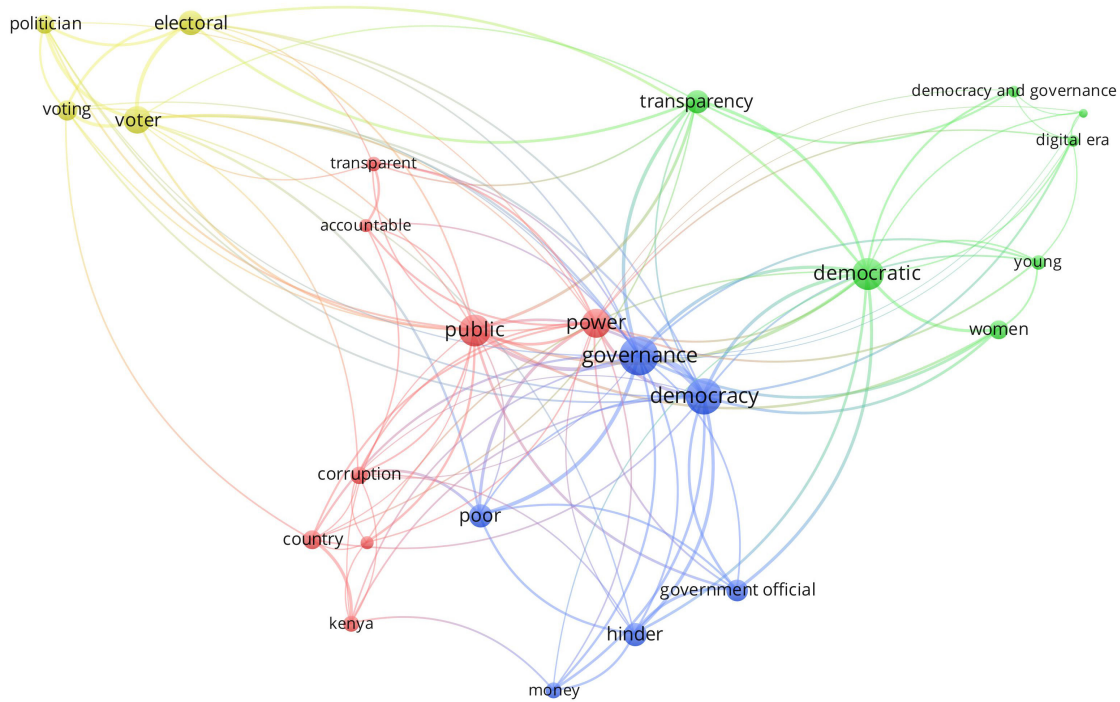 politician
electoral
voting
voter
transparency
democracy and governance
digital era
transparent
accountable
young
democratic
women
public
power
governance
democracy
corruption
poor
country
government official
kenya
hinder
money